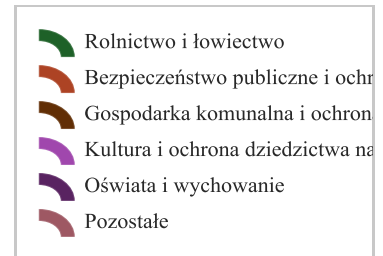 Rolnictwo i łowiectwo
Bezpieczeństwo publiczne i ochr
Gospodarka komunalna i ochron
Kultura i ochrona dziedzictwa na
Oświata i wychowanie
Pozostałe